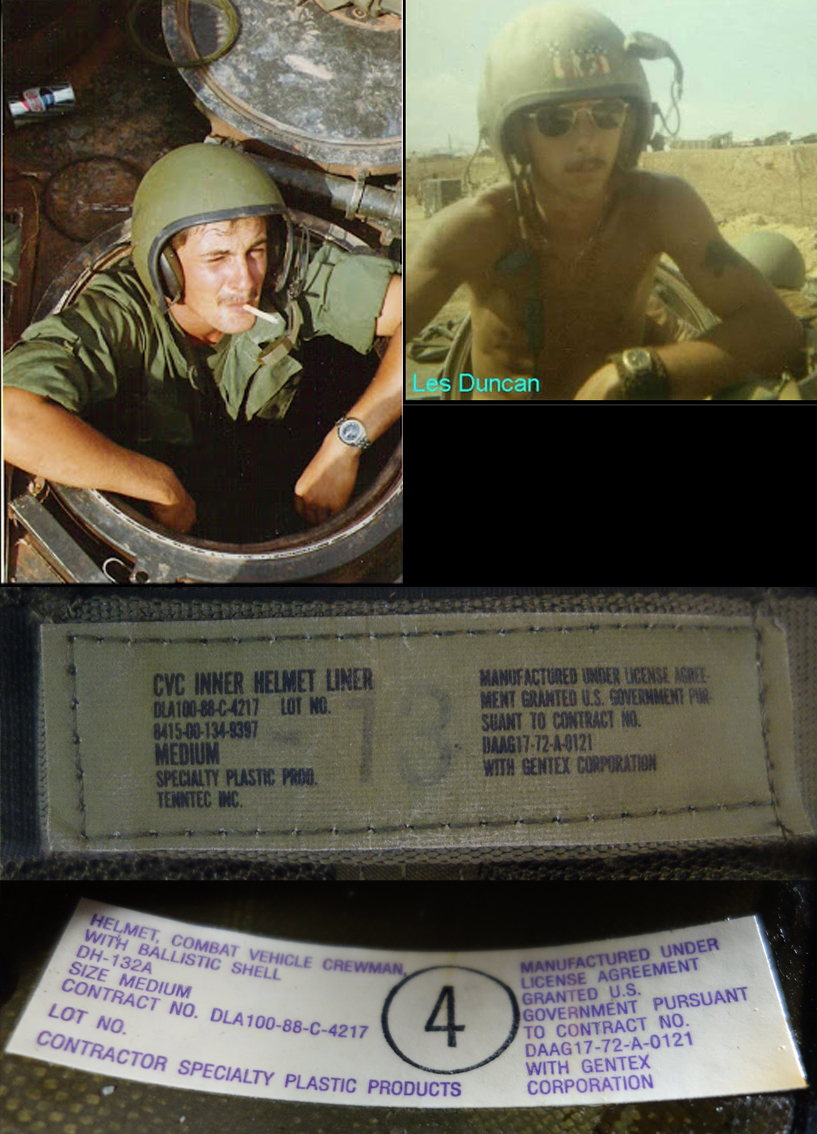 Les Duncan
CVC INNER HELMET LINER
DLA100-88-C-4217 LOT NO.
8415-00-134-9397
MEDIUM
SPECIALTY PLASTIC PROD.
TENNTEC INC.
- 13
MANUFACTURED UNDER LICENSE AGREE-
MENT GRANTED U.S. GOVERNMENT PUR-
SUANT TO CONTRACT NO.
DAAG17-72-A-0121
WITH GENTEX CORPORATION
HELMET, COMBAT VEHICLE CREWMAN,
WITH BALLISTIC SHELL
DH-132A
SIZE MEDIUM
CONTRACT NO. DLA100-88-C-4217
LOT NO.
CONTRACTOR SPECIALTY PLASTIC PRODUCTS
4
MANUFACTURED UNDER
LICENSE AGREEMENT
GRANTED U.S.
GOVERNMENT PURSUANT
TO CONTRACT NO.
DAAG17-72-A-0121
WITH GENTEX
CORPORATION